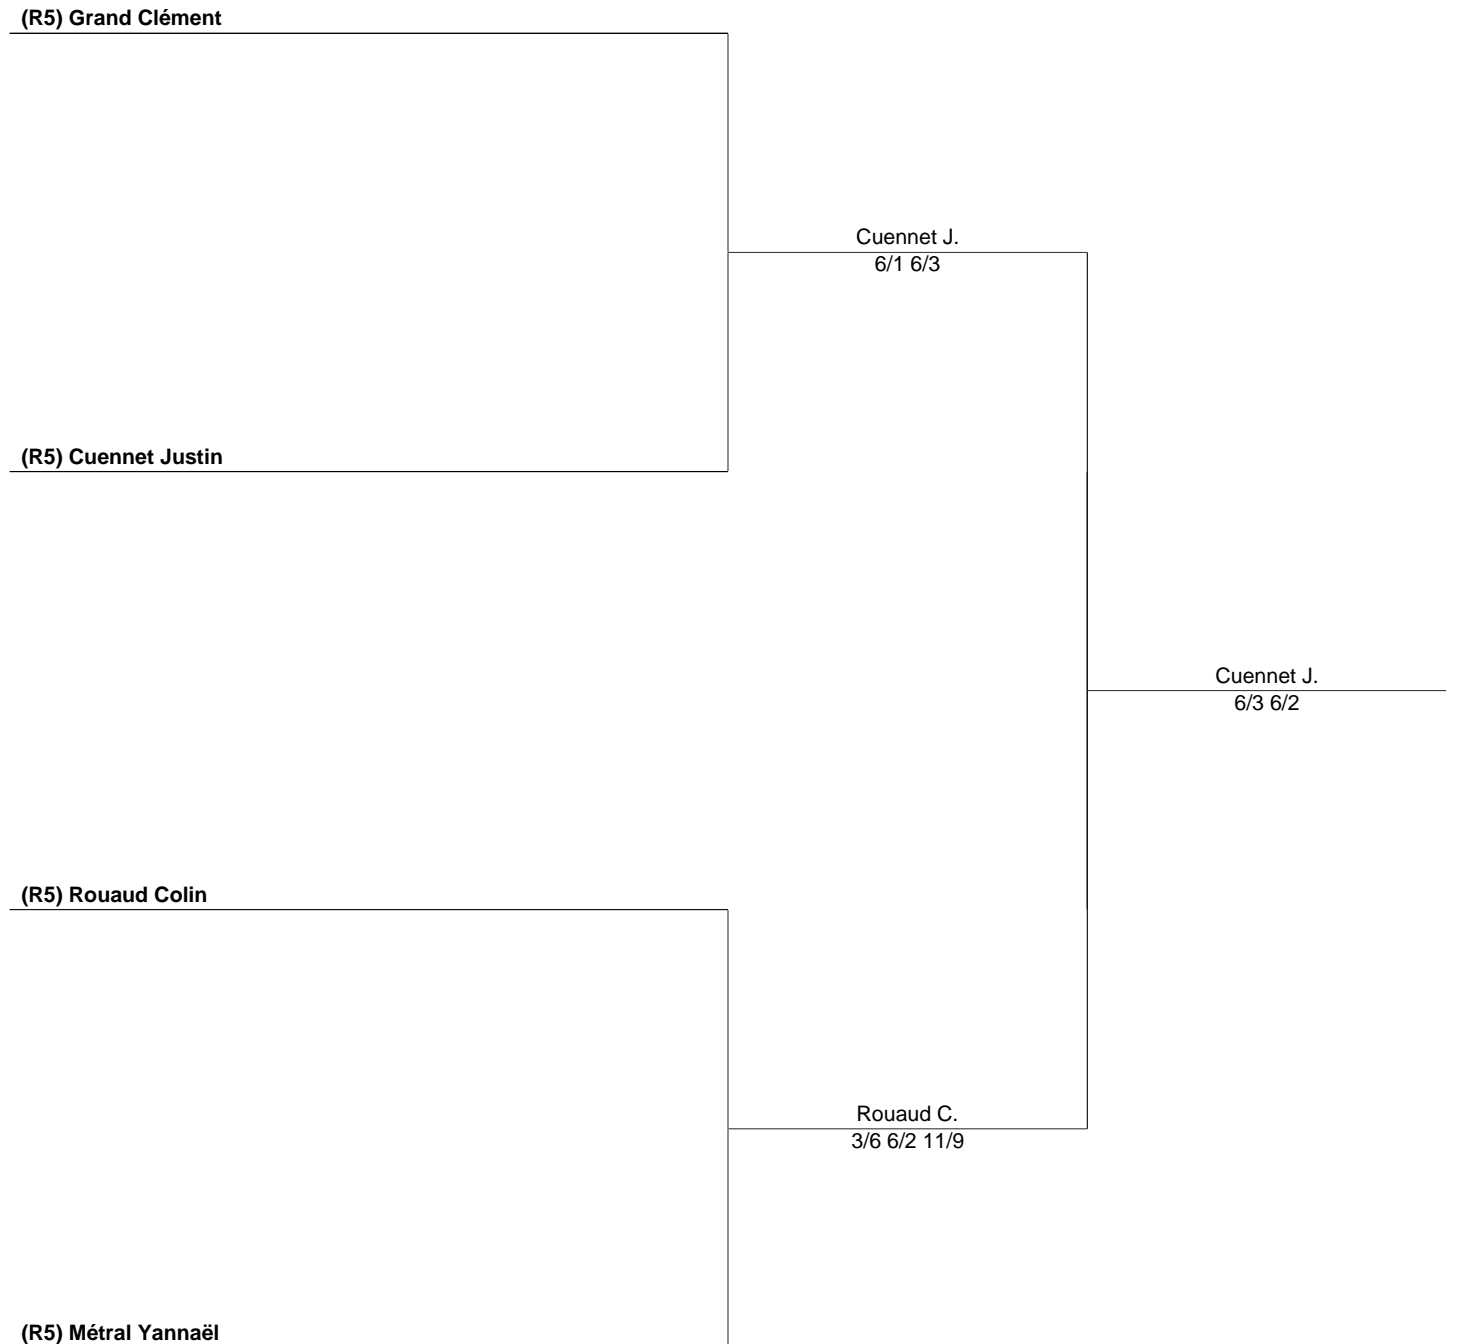 (R5) Grand Clément
Cuennet J.
6/1 6/3
(R5) Cuennet Justin
Cuennet J.
6/3 6/2
(R5) Rouaud Colin
Rouaud C.
3/6 6/2 11/9
(R5) Métral Yannaël